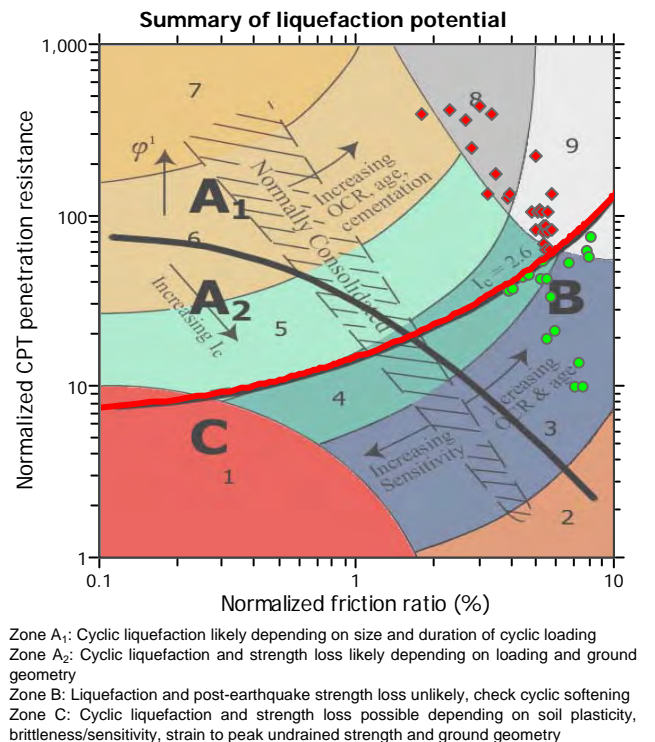 Summary of liquefaction potential
Normalized CPT penetration resistance
1,000
100
10
1
7
8
9
φ¹
A₁
Increasing
OCR, age,
cementation
Normally Consolidated
6
A₂
Increasing Ic
5
Ic = 2.6
B
4
Increasing
OCR & age
C
Increasing
Sensitivity
3
1
2
0.1
1
10
Normalized friction ratio (%)
Zone A₁: Cyclic liquefaction likely depending on size and duration of cyclic loading
Zone A₂: Cyclic liquefaction and strength loss likely depending on loading and ground
geometry
Zone B: Liquefaction and post-earthquake strength loss unlikely, check cyclic softening
Zone C: Cyclic liquefaction and strength loss possible depending on soil plasticity,
brittleness/sensitivity, strain to peak undrained strength and ground geometry